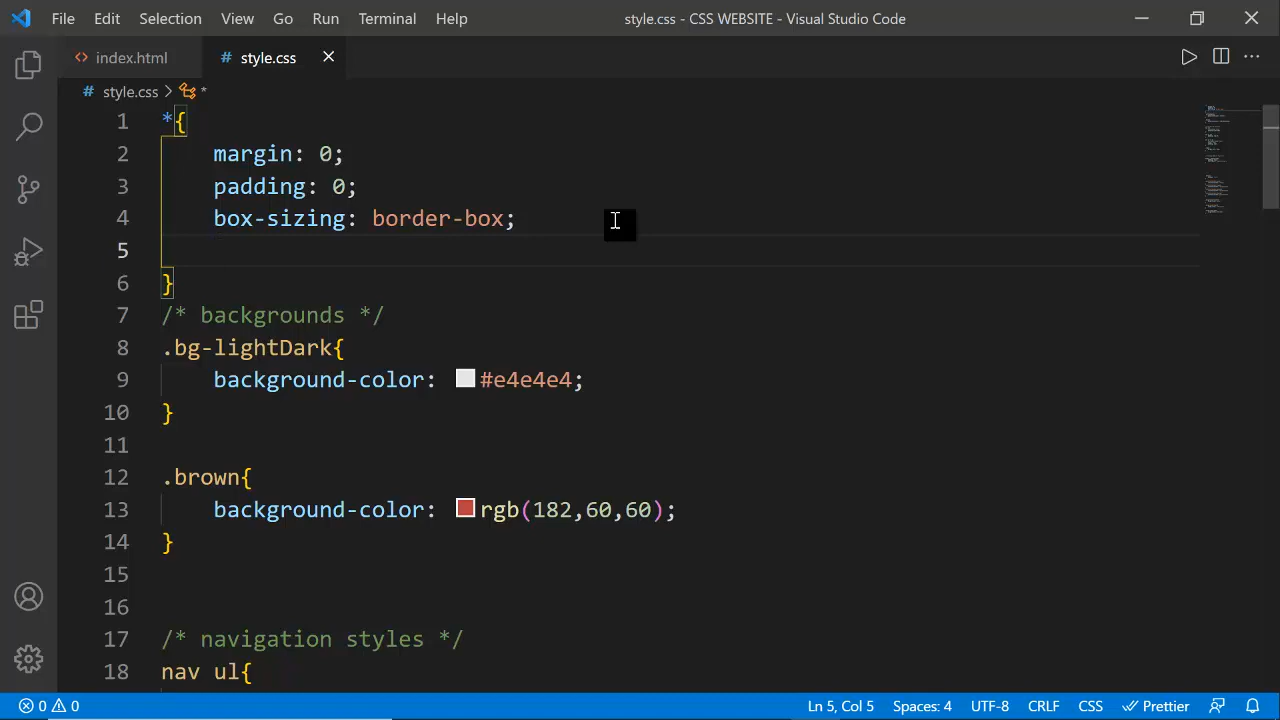 File Edit Selection View Go Run Terminal Help style.css - CSS WEBSITE - Visual Studio Code
index.html # style.css
# style.css *
1 *{
2 margin: 0;
3 padding: 0;
4 box-sizing: border-box;
5
6 }
7 /* backgrounds */
8 .bg-lightDark{
9 background-color: #e4e4e4;
10 }
11
12 .brown{
13 background-color: rgb(182,60,60);
14 }
15
16
17 /* navigation styles */
18 nav ul{
0 0 Ln 5, Col 5 Spaces: 4 UTF-8 CRLF CSS Prettier